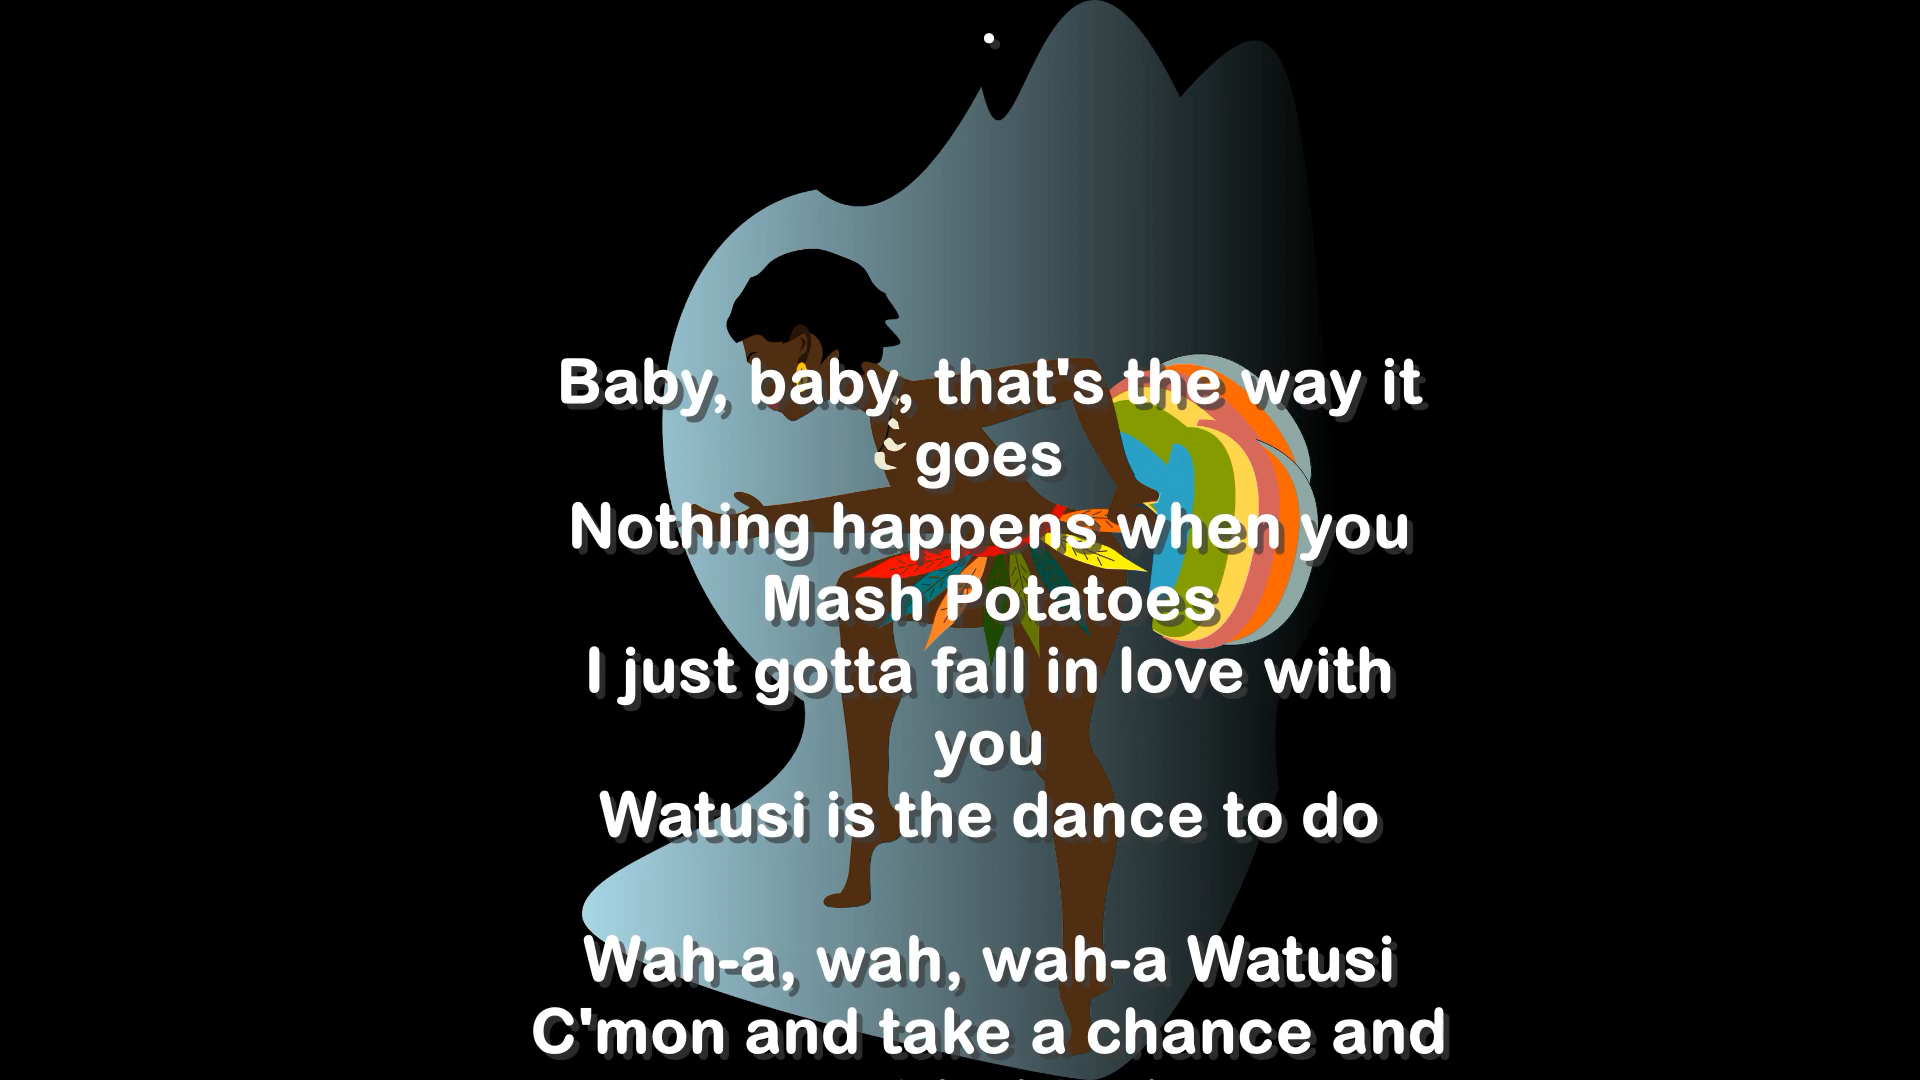 Baby, baby, that's the way it
goes
Nothing happens when you
Mash Potatoes
I just gotta fall in love with
you
Watusi is the dance to do
Wah-a, wah, wah-a Watusi
C'mon and take a chance and